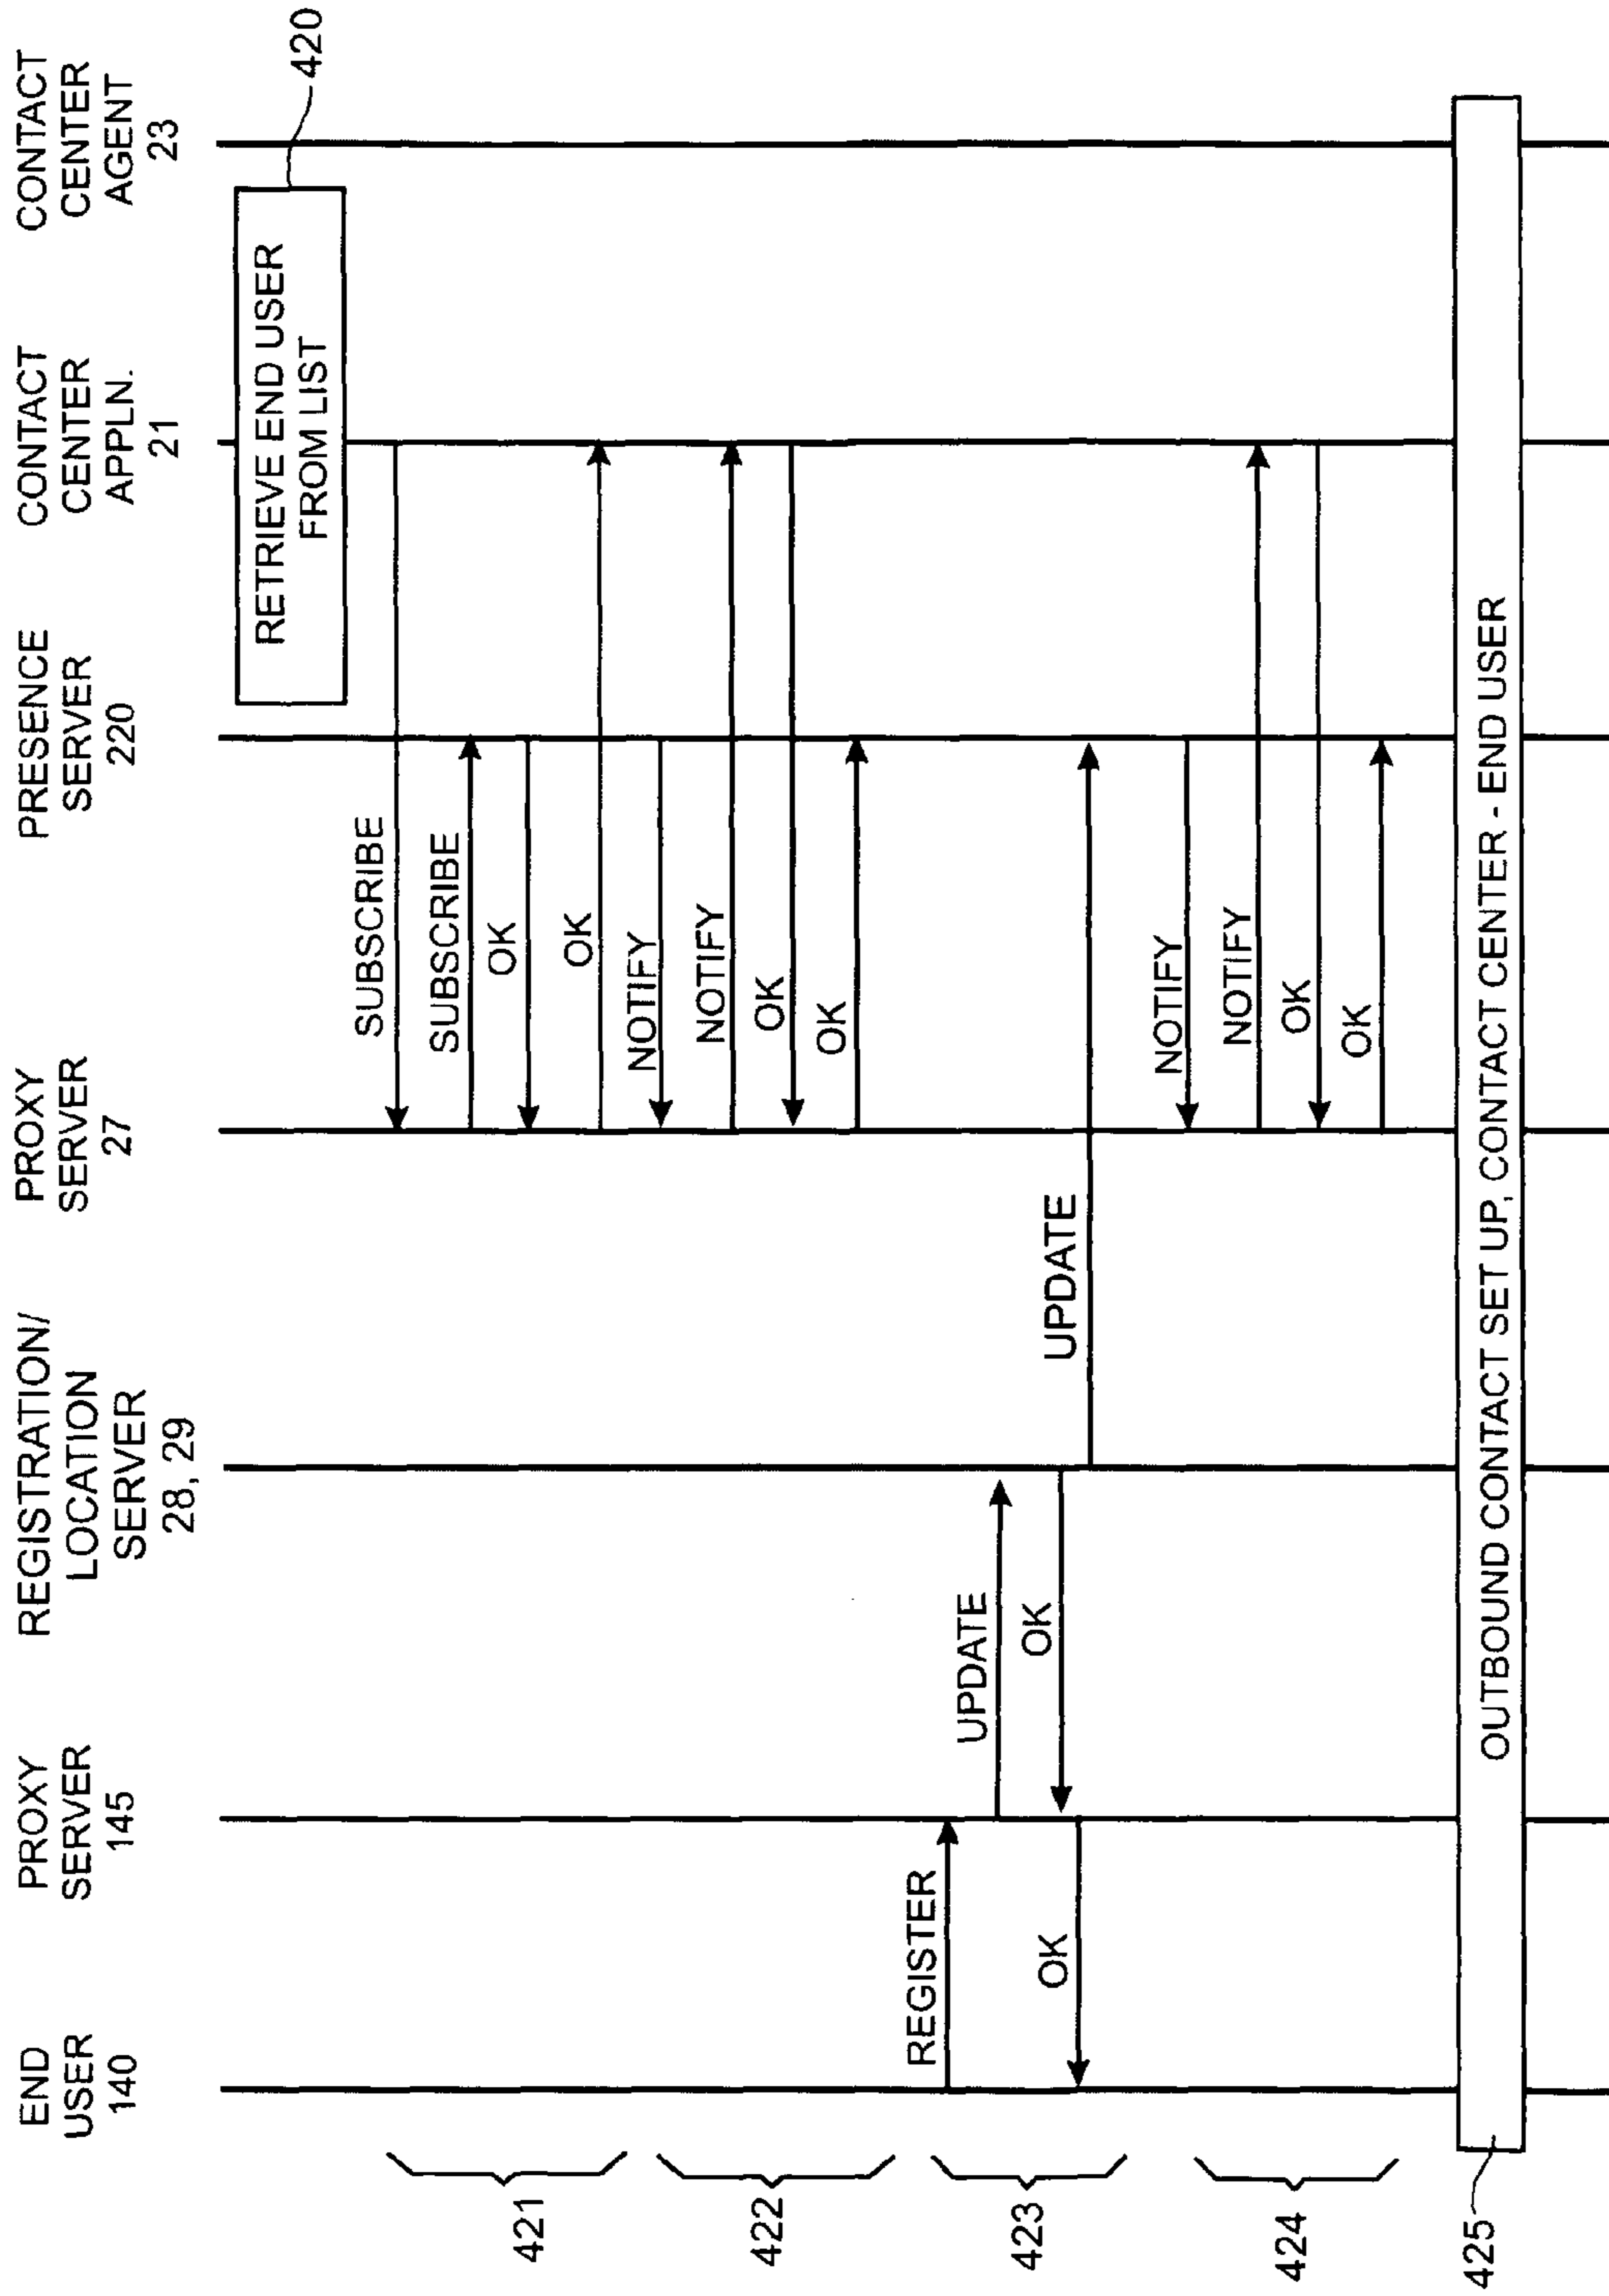 END
USER
140
PROXY
SERVER
145
REGISTRATION/
LOCATION
SERVER
28, 29
PROXY
SERVER
27
PRESENCE
SERVER
220
CONTACT
CENTER
APPLN.
21
CONTACT
CENTER
AGENT
23
RETRIEVE END USER
FROM LIST
420
421
SUBSCRIBE
SUBSCRIBE
OK
OK
422
NOTIFY
NOTIFY
OK
OK
423
REGISTER
UPDATE
OK
OK
UPDATE
424
NOTIFY
NOTIFY
OK
OK
425
OUTBOUND CONTACT SET UP, CONTACT CENTER - END USER